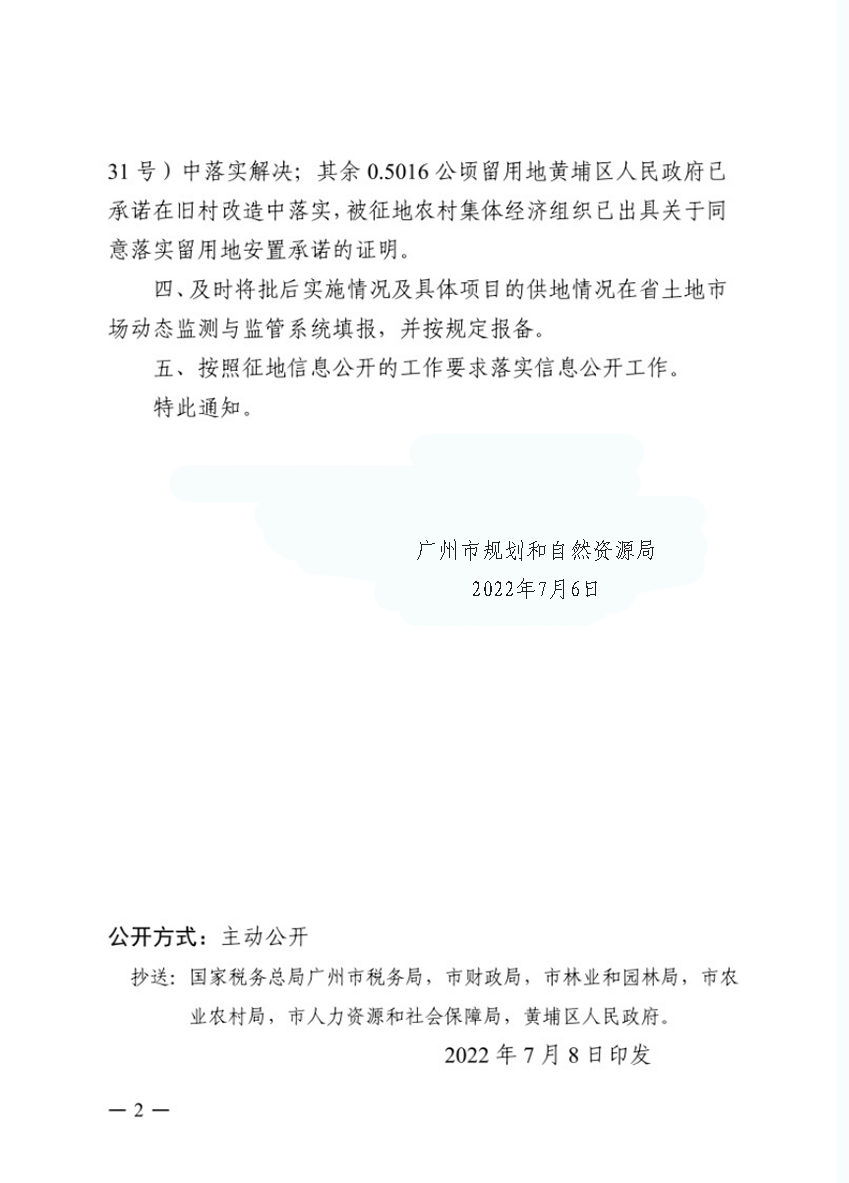 31 号）中落实解决；其余 0.5016 公顷留用地黄埔区人民政府已
承诺在旧村改造中落实，被征地农村集体经济组织已出具关于同
意落实留用地安置承诺的证明。
四、及时将批后实施情况及具体项目的供地情况在省土地市
场动态监测与监管系统填报，并按规定报备。
五、按照征地信息公开的工作要求落实信息公开工作。
特此通知。
广州市规划和自然资源局
2022年7月6日
公开方式：主动公开
抄送：国家税务总局广州市税务局，市财政局，市林业和园林局，市农
业农村局，市人力资源和社会保障局，黄埔区人民政府。
2022 年 7 月 8 日印发
— 2 —